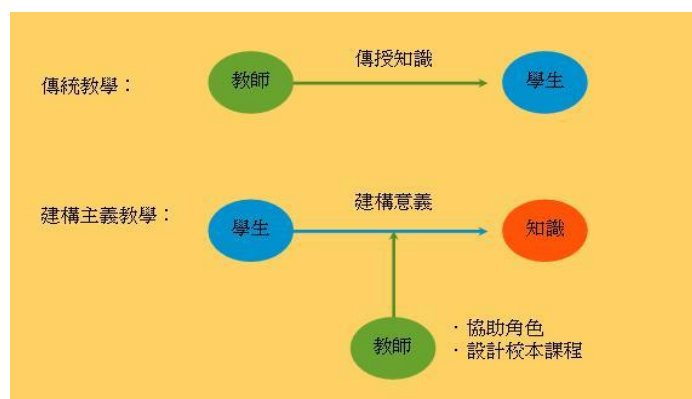 傳授知識
傳統教學：
教師
學生
建構意義
建構主義教學：
學生
知識
教師
·協助角色
·設計校本課程